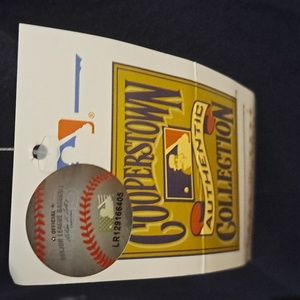 COOPERSTOWN
AUTHENTIC
COLLECTION
OFFICIAL
MAJOR LEAGUE BASEBALL
LR129166405